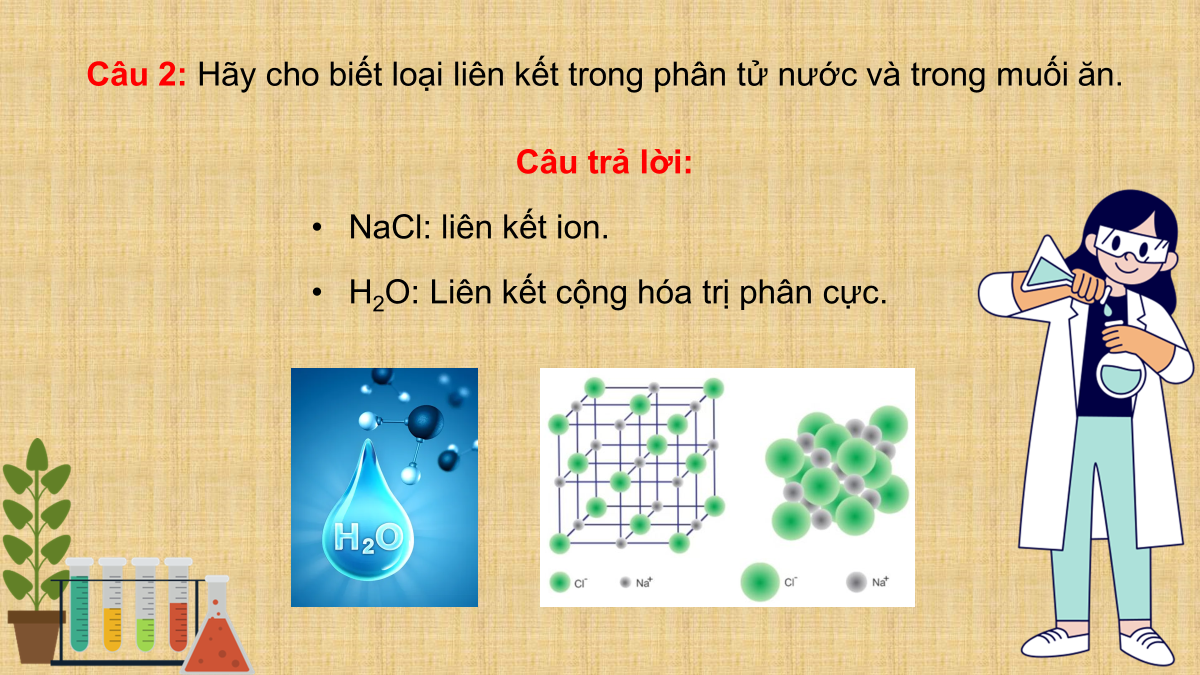 Câu 2: Hãy cho biết loại liên kết trong phân tử nước và trong muối ăn.
Câu trả lời:
• NaCl: liên kết ion.
• H₂O: Liên kết cộng hóa trị phân cực.
H₂O
Cl⁻ Na⁺ Cl⁻ Na⁺